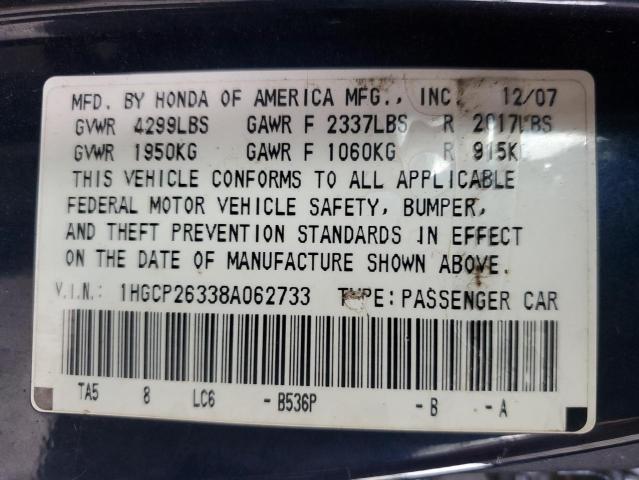 MFD. BY HONDA OF AMERICA MFG., INC. 12/07
GVWR 4299LBS GAWR F 2337LBS R 2017LBS
GVWR 1950KG GAWR F 1060KG R 915KG
THIS VEHICLE CONFORMS TO ALL APPLICABLE
FEDERAL MOTOR VEHICLE SAFETY, BUMPER,
AND THEFT PREVENTION STANDARDS IN EFFECT
ON THE DATE OF MANUFACTURE SHOWN ABOVE.
V.I.N.: 1HGCP26338A062733 TYPE: PASSENGER CAR
TA5 8 LC6 - B536P - B - A